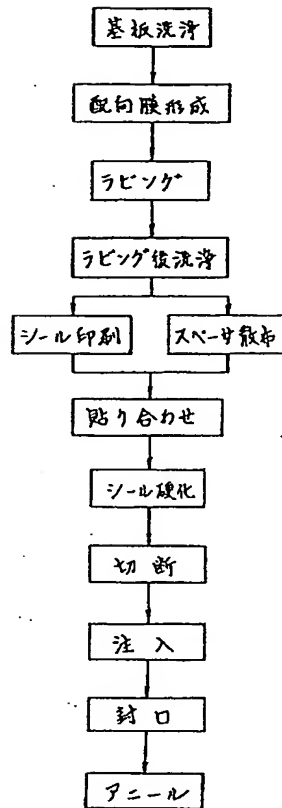 基板洗浄
配向膜形成
ラビング
ラビング後洗浄
シール印刷
スペーサ散布
貼り合わせ
シール硬化
切断
注入
封口
アニール